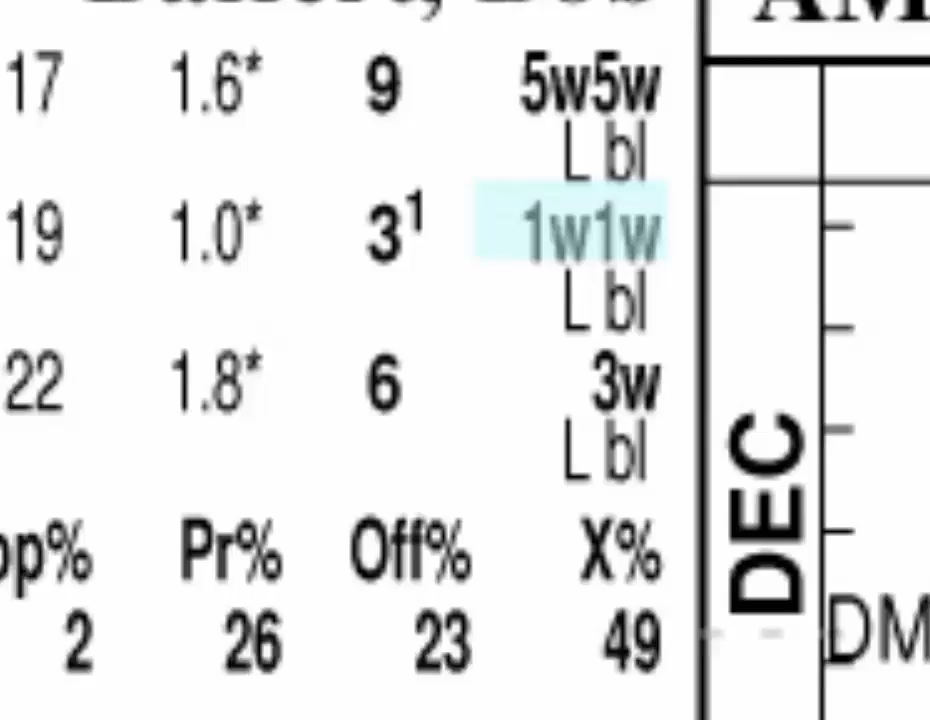 17 1.6* 9 5w5w
L bl
19 1.0* 3¹ 1w1w
L bl
22 1.8* 6 3w
L bl
Pr% Off% X%
2 26 23 49
DEC